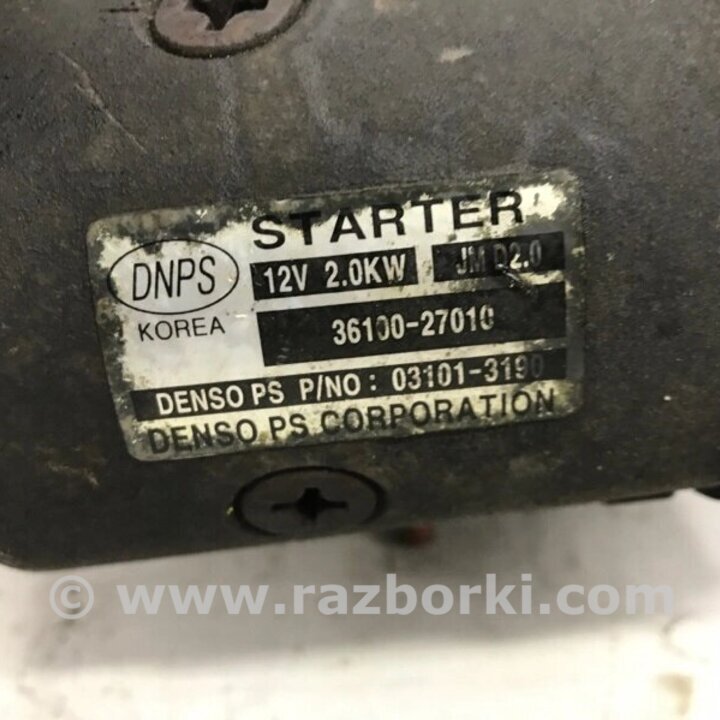 STARTER
DNPS
KOREA
12V 2.0KW JM D2.0
36100-27010
DENSO PS P/NO: 03101-3190
DENSO PS CORPORATION
© www.razborki.com